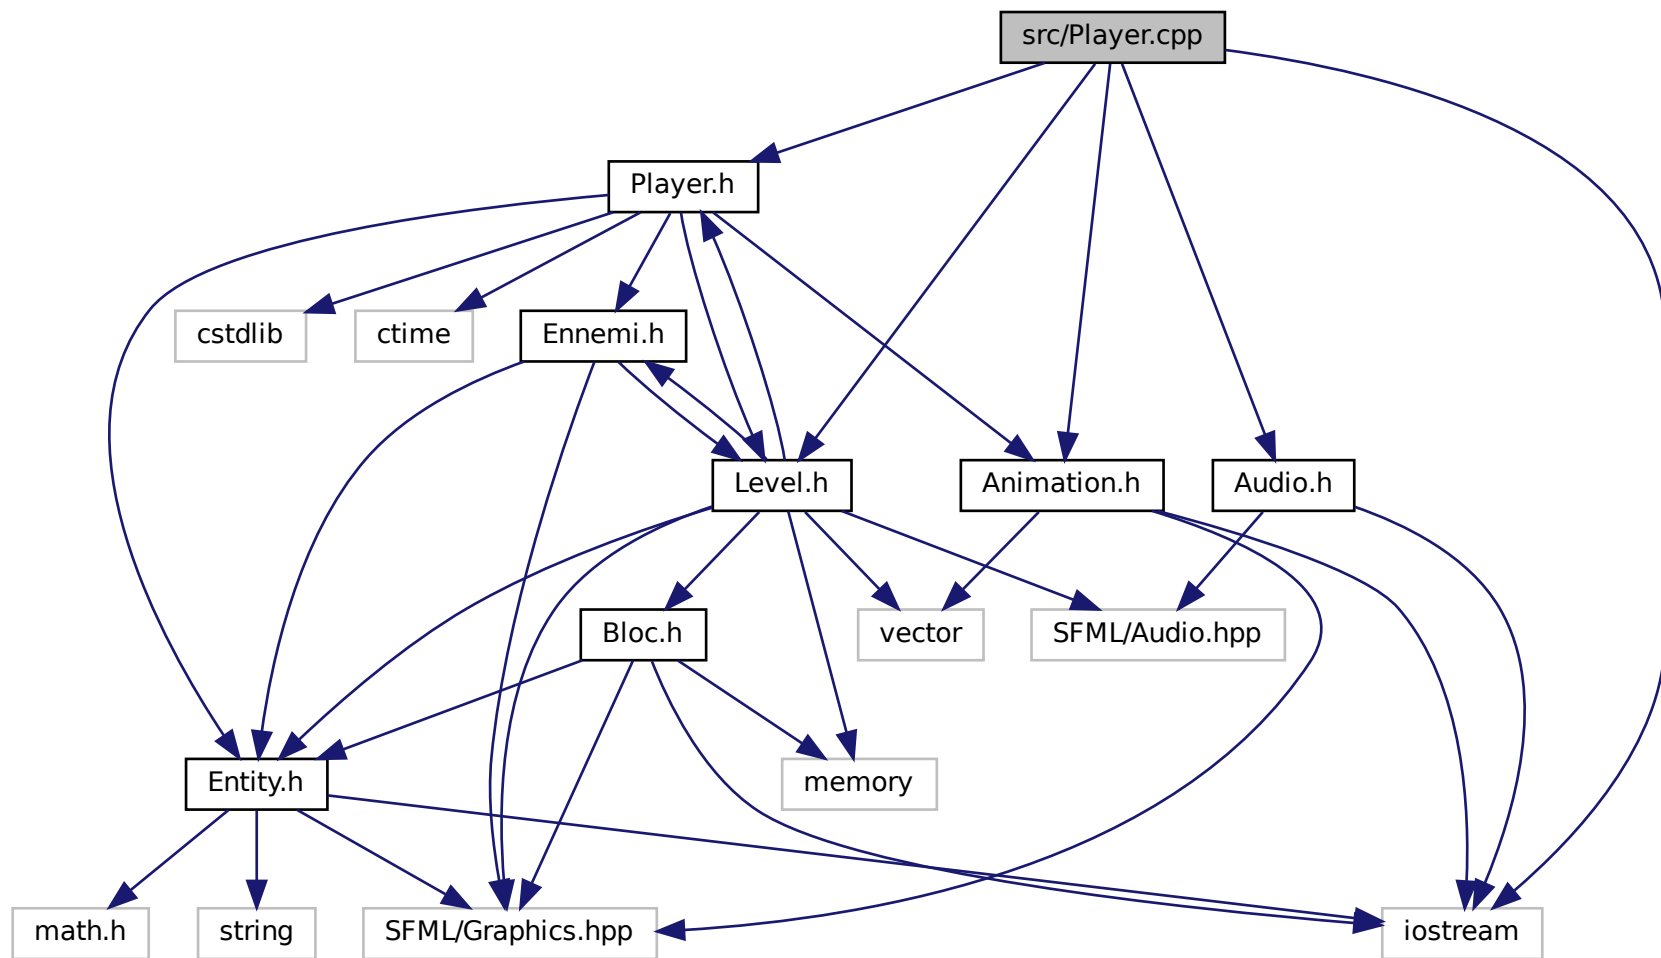 src/Player.cpp
Player.h
cstdlib
ctime
Ennemi.h
Level.h
Animation.h
Audio.h
Bloc.h
vector
SFML/Audio.hpp
Entity.h
memory
math.h
string
SFML/Graphics.hpp
iostream